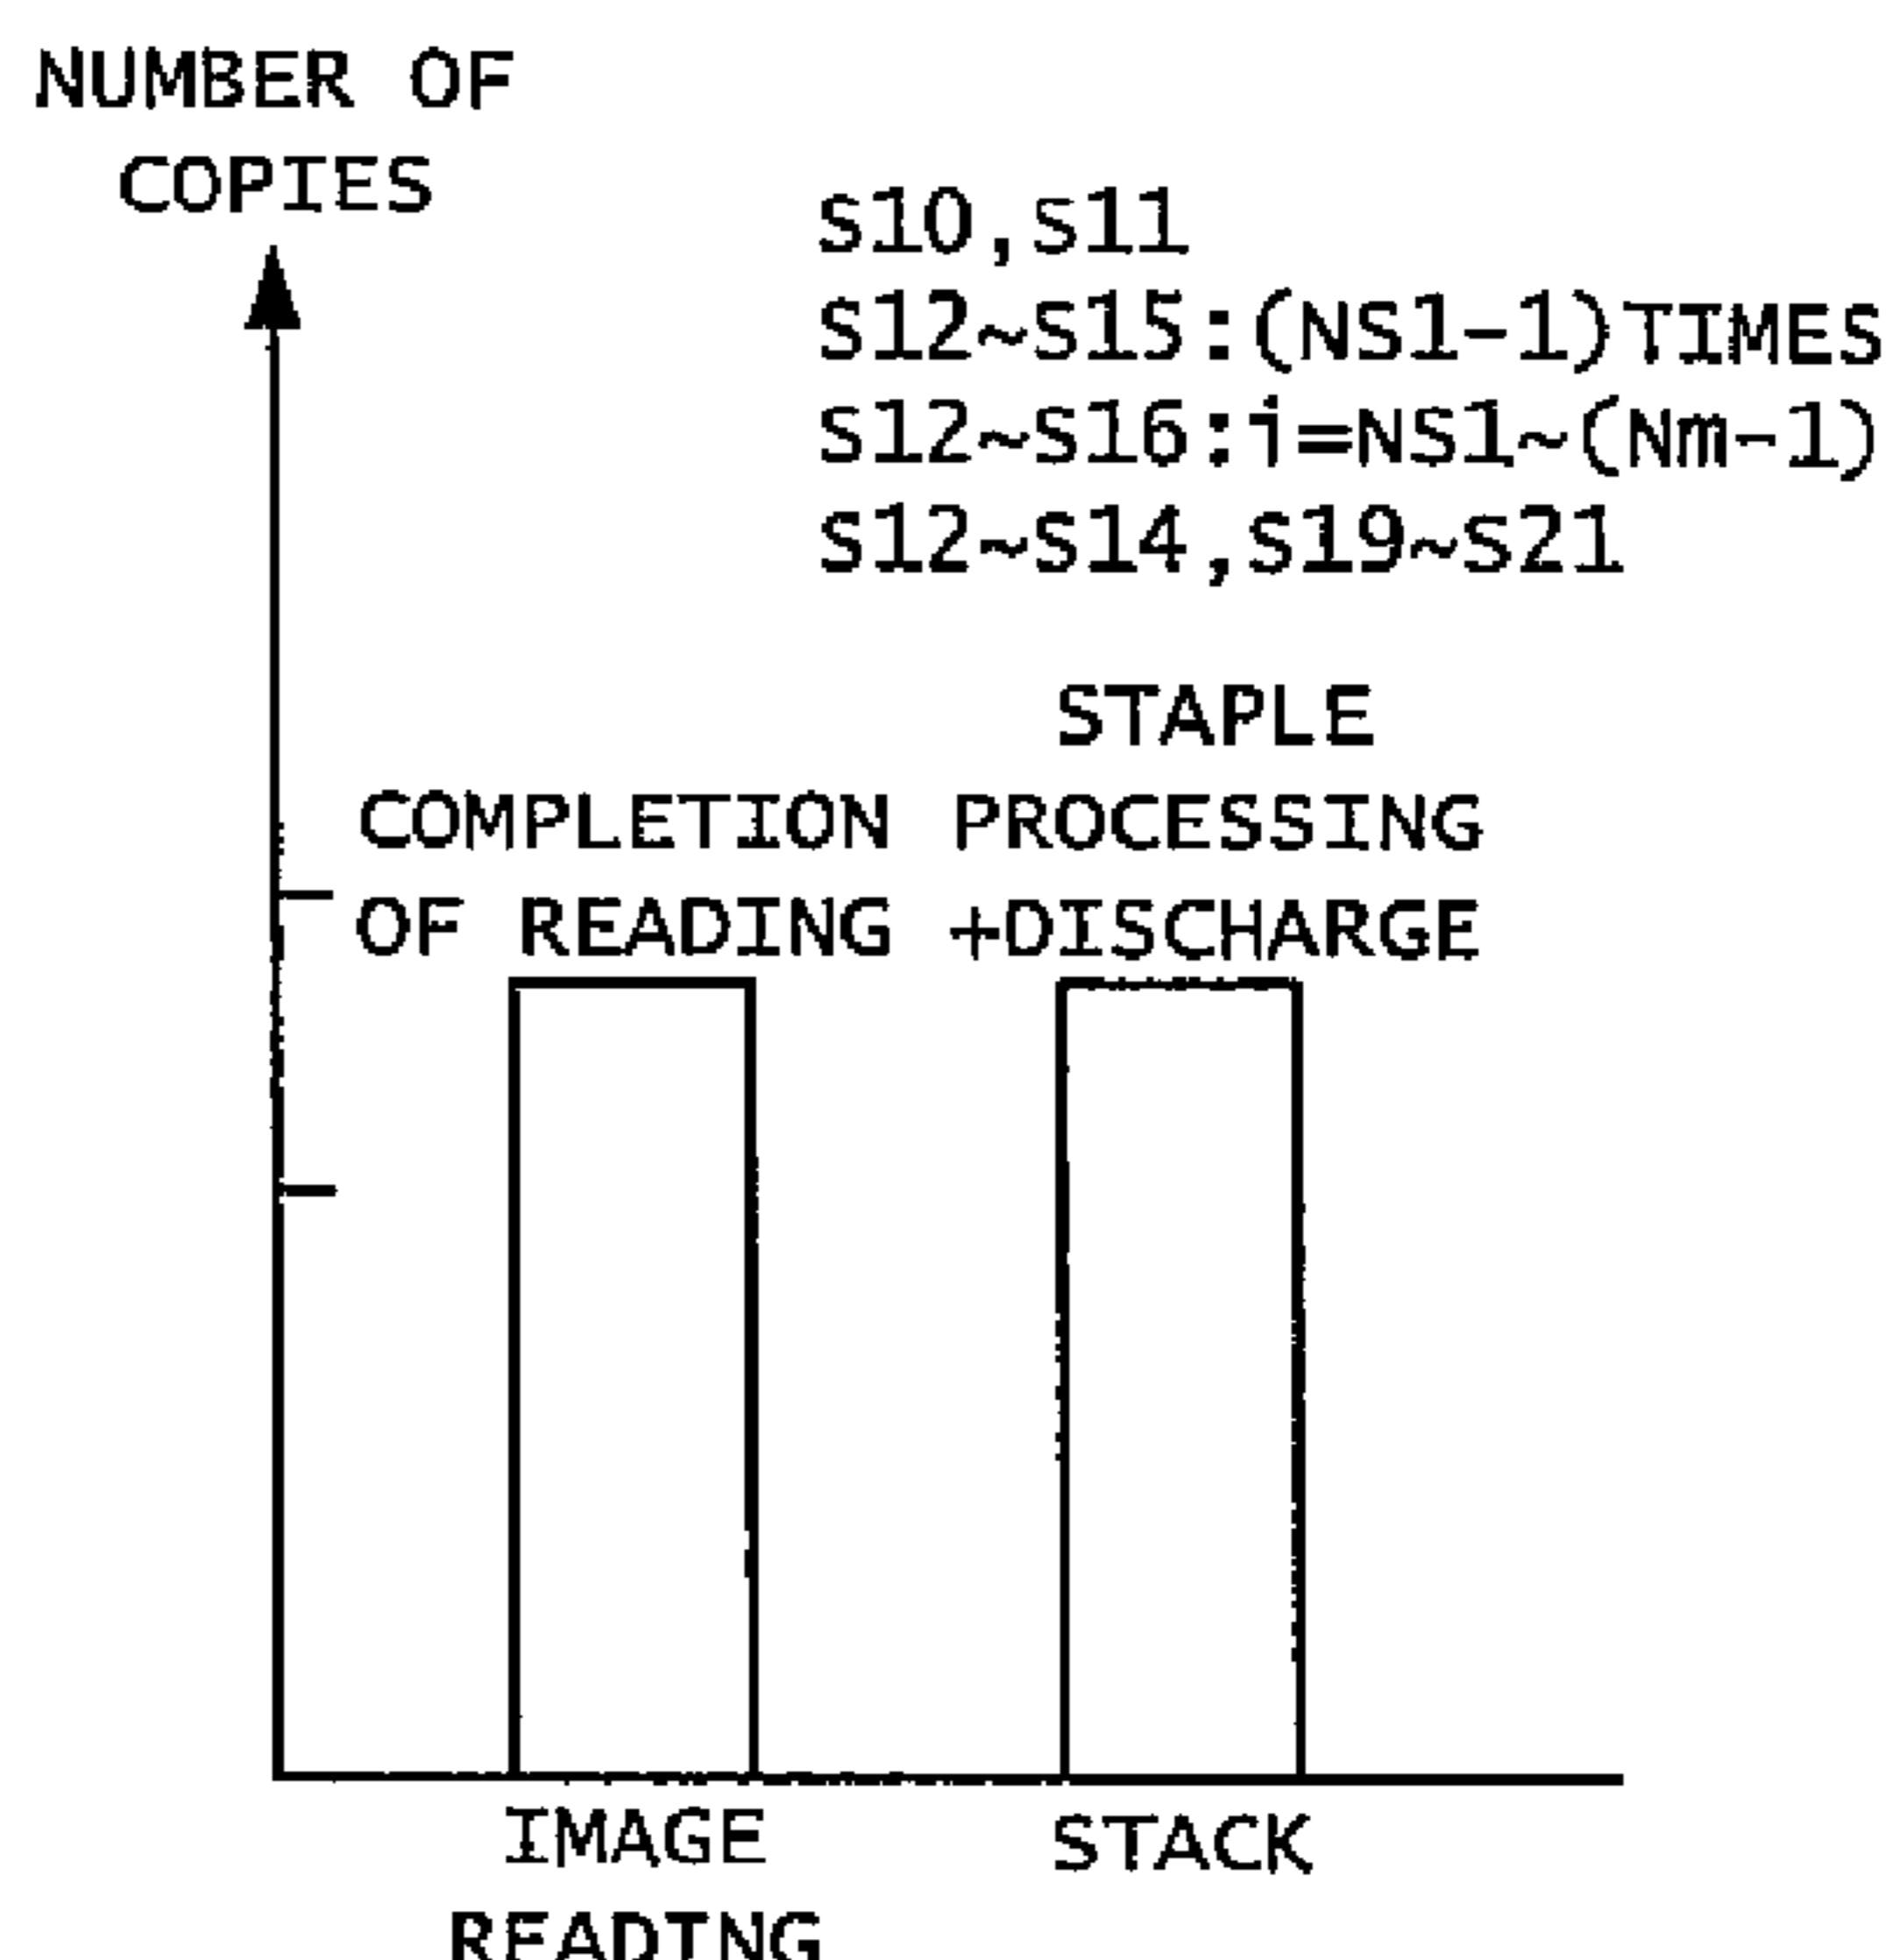 NUMBER OF
COPIES
S10,S11
S12~S15:(NS1-1)TIMES
S12~S16:i=NS1~(Nm-1)
S12~S14,S19~S21
COMPLETION
OF READING
STAPLE
PROCESSING
+DISCHARGE
IMAGE
READING
STACK